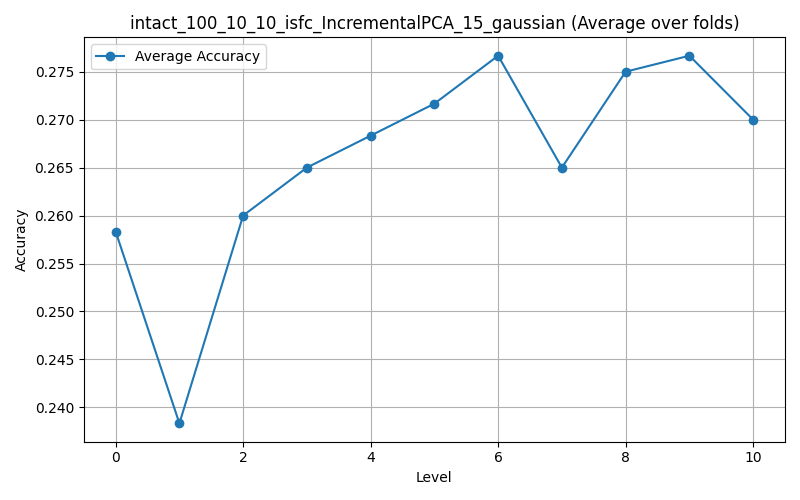 intact_100_10_10_isfc_IncrementalPCA_15_gaussian (Average over folds)
Average Accuracy
0.275
0.270
0.265
0.260
0.255
0.250
0.245
0.240
Accuracy
0 2 4 6 8 10
Level